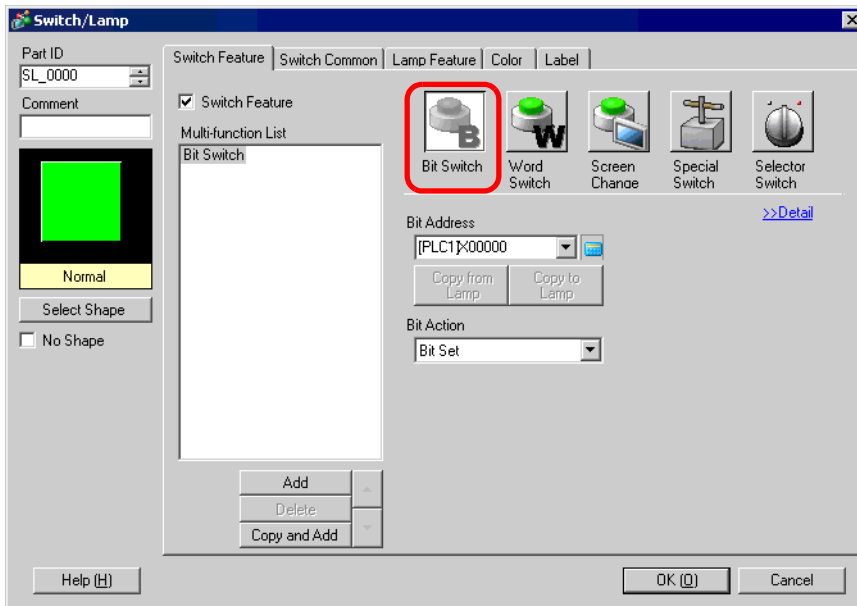 Switch/Lamp
Part ID
SL_0000
Comment
Normal
Select Shape
No Shape
Switch Feature Switch Common Lamp Feature Color Label
Switch Feature
Multi-function List
Bit Switch
Add
Delete
Copy and Add
B
W
Bit Switch
Word
Switch
Screen
Change
Special
Switch
Selector
Switch
>>Detail
Bit Address
[PLC1]X00000
Copy from
Lamp
Copy to
Lamp
Bit Action
Bit Set
Help (H)
OK (O)
Cancel